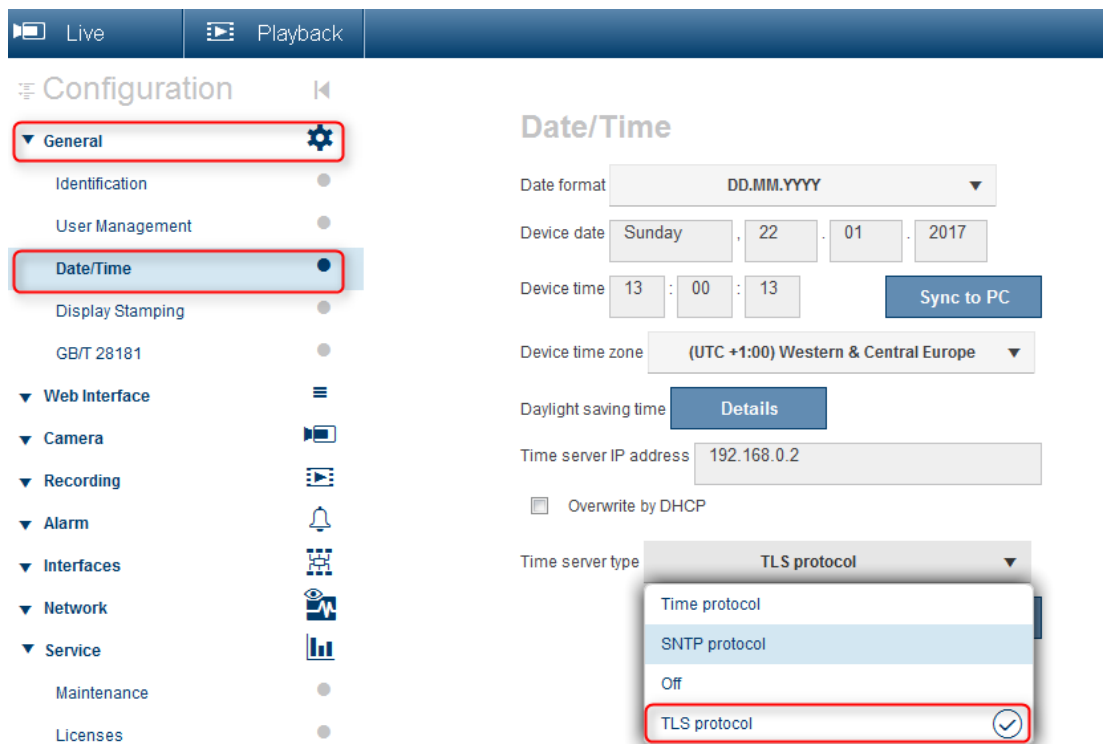 Live
Playback
Configuration
General
Identification
User Management
Date/Time
Display Stamping
GB/T 28181
Web Interface
Camera
Recording
Alarm
Interfaces
Network
Service
Maintenance
Licenses
Date/Time
Date format DD.MM.YYYY
Device date Sunday , 22 . 01 . 2017
Device time 13 : 00 : 13 Sync to PC
Device time zone (UTC +1:00) Western & Central Europe
Daylight saving time Details
Time server IP address 192.168.0.2
Overwrite by DHCP
Time server type TLS protocol
Time protocol
SNTP protocol
Off
TLS protocol